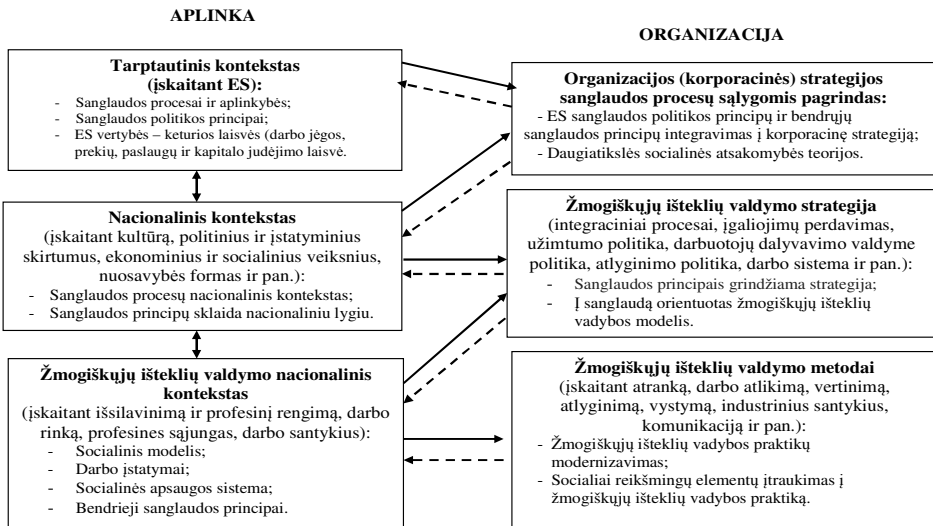 APLINKA
Tarptautinis kontekstas
(įskaitant ES):
- Sanglaudos procesai ir aplinkybės;
- Sanglaudos politikos principai;
- ES vertybės – keturios laisvės (darbo jėgos,
prekių, paslaugų ir kapitalo judėjimo laisvė.
Nacionalinis kontekstas
(įskaitant kultūrą, politinius ir įstatyminius
skirtumus, ekonominius ir socialinius veiksnius,
nuosavybės formas ir pan.):
- Sanglaudos procesų nacionalinis kontekstas;
- Sanglaudos principų sklaida nacionaliniu lygiu.
Žmogiškųjų išteklių valdymo nacionalinis
kontekstas
(įskaitant išsilavinimą ir profesinį rengimą, darbo
rinką, profesines sąjungas, darbo santykius):
- Socialinis modelis;
- Darbo įstatymai;
- Socialinės apsaugos sistema;
- Bendrieji sanglaudos principai.
ORGANIZACIJA
Organizacijos (korporacinės) strategijos
sanglaudos procesų sąlygomis pagrindas:
- ES sanglaudos politikos principų ir bendrųjų
sanglaudos principų integravimas į korporacinę strategiją;
- Daugiatikslės socialinės atsakomybės teorijos.
Žmogiškųjų išteklių valdymo strategija
(integraciniai procesai, įgaliojimų perdavimas,
užimtumo politika, darbuotojų dalyvavimo valdyme
politika, atlyginimo politika, darbo sistema ir pan.):
- Sanglaudos principais grindžiama strategija;
- Į sanglaudą orientuotas žmogiškųjų išteklių
vadybos modelis.
Žmogiškųjų išteklių valdymo metodai
(įskaitant atranką, darbo atlikimą, vertinimą,
atlyginimą, vystymą, industrinius santykius,
komunikaciją ir pan.):
- Žmogiškųjų išteklių vadybos praktikų
modernizavimas;
- Socialiai reikšmingų elementų įtraukimas į
žmogiškųjų išteklių vadybos praktiką.